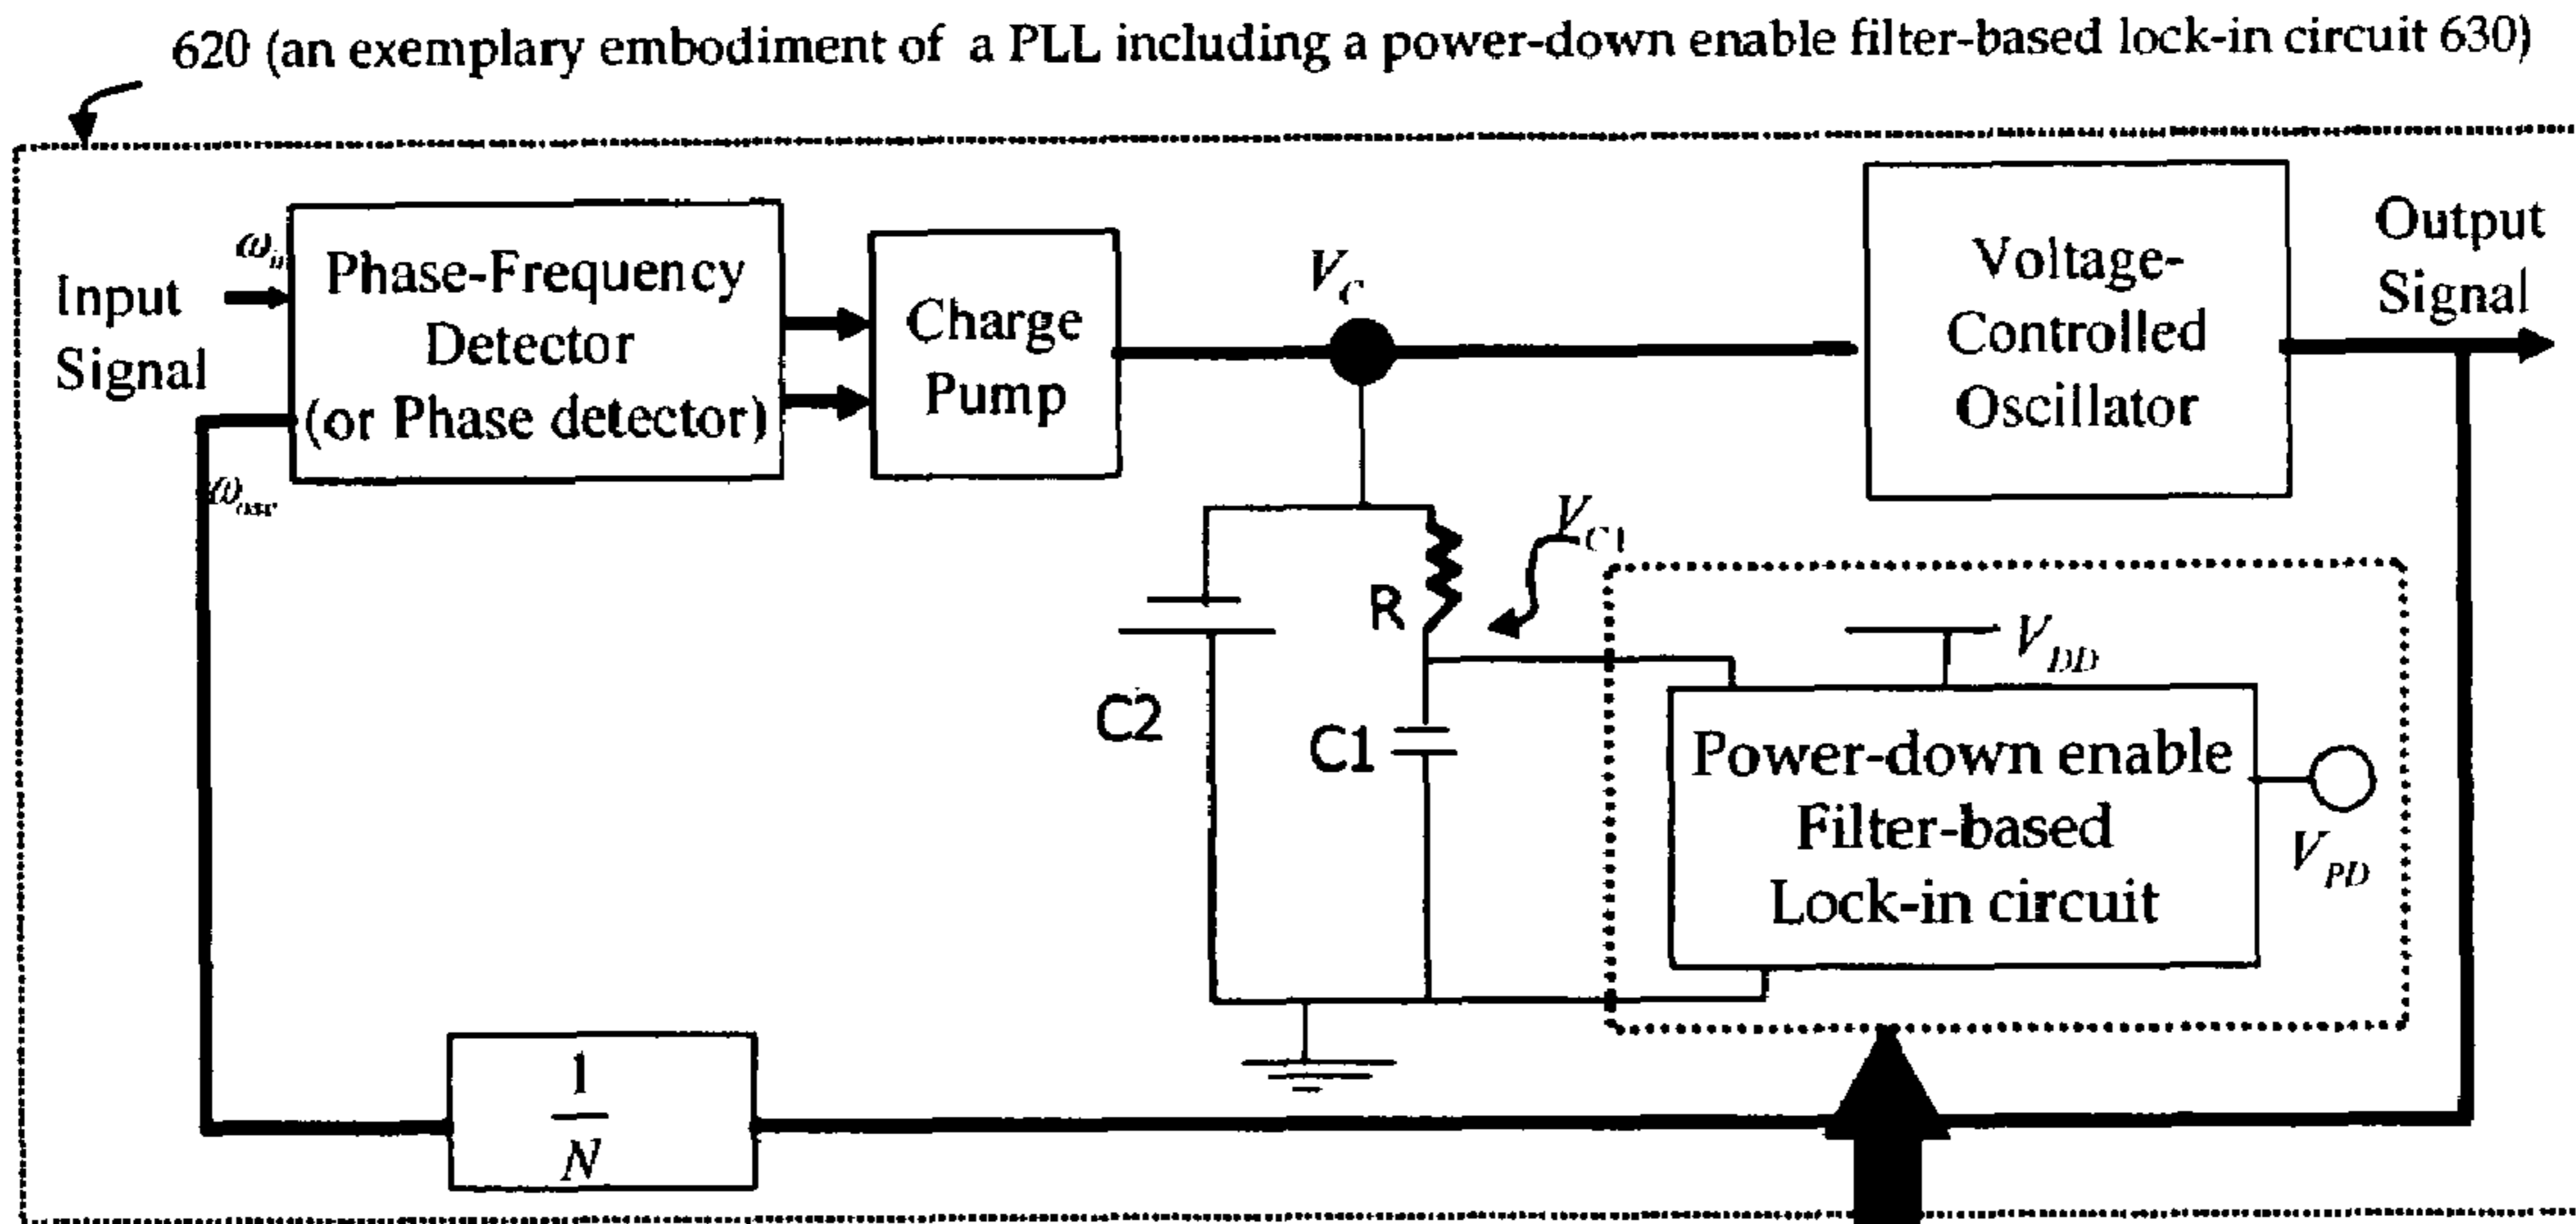 620 (an exemplary embodiment of a PLL including a power-down enable filter-based lock-in circuit 630)
Input
Signal
ω
Phase-Frequency
Detector
(or Phase detector)
ω_osc
Charge
Pump
V_C
Voltage-
Controlled
Oscillator
Output
Signal
C2
R
V_C1
C1
V_DD
Power-down enable
Filter-based
Lock-in circuit
V_PD
1
N